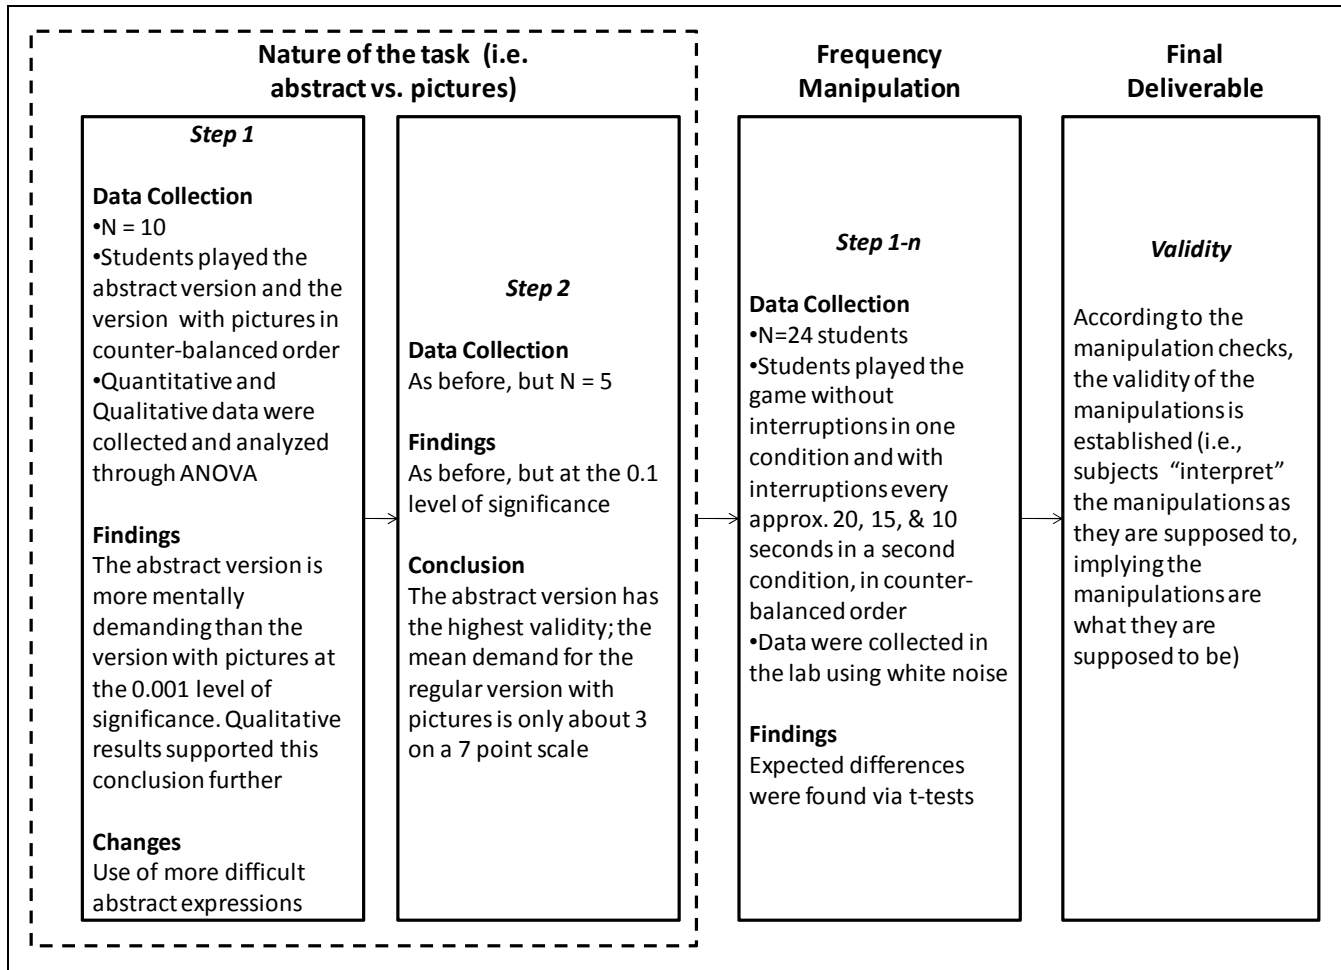 Nature of the task (i.e.
abstract vs. pictures)
Step 1
Data Collection
•N = 10
•Students played the
abstract version and the
version with pictures in
counter-balanced order
•Quantitative and
Qualitative data were
collected and analyzed
through ANOVA
Findings
The abstract version is
more mentally
demanding than the
version with pictures at
the 0.001 level of
significance. Qualitative
results supported this
conclusion further
Changes
Use of more difficult
abstract expressions
Step 2
Data Collection
As before, but N = 5
Findings
As before, but at the 0.1
level of significance
Conclusion
The abstract version has
the highest validity; the
mean demand for the
regular version with
pictures is only about 3
on a 7 point scale
Frequency
Manipulation
Step 1-n
Data Collection
•N=24 students
•Students played the
game without
interruptions in one
condition and with
interruptions every
approx. 20, 15, & 10
seconds in a second
condition, in counter-
balanced order
•Data were collected in
the lab using white noise
Findings
Expected differences
were found via t-tests
Final
Deliverable
Validity
According to the
manipulation checks,
the validity of the
manipulations is
established (i.e.,
subjects “interpret”
the manipulations as
they are supposed to,
implying the
manipulations are
what they are
supposed to be)